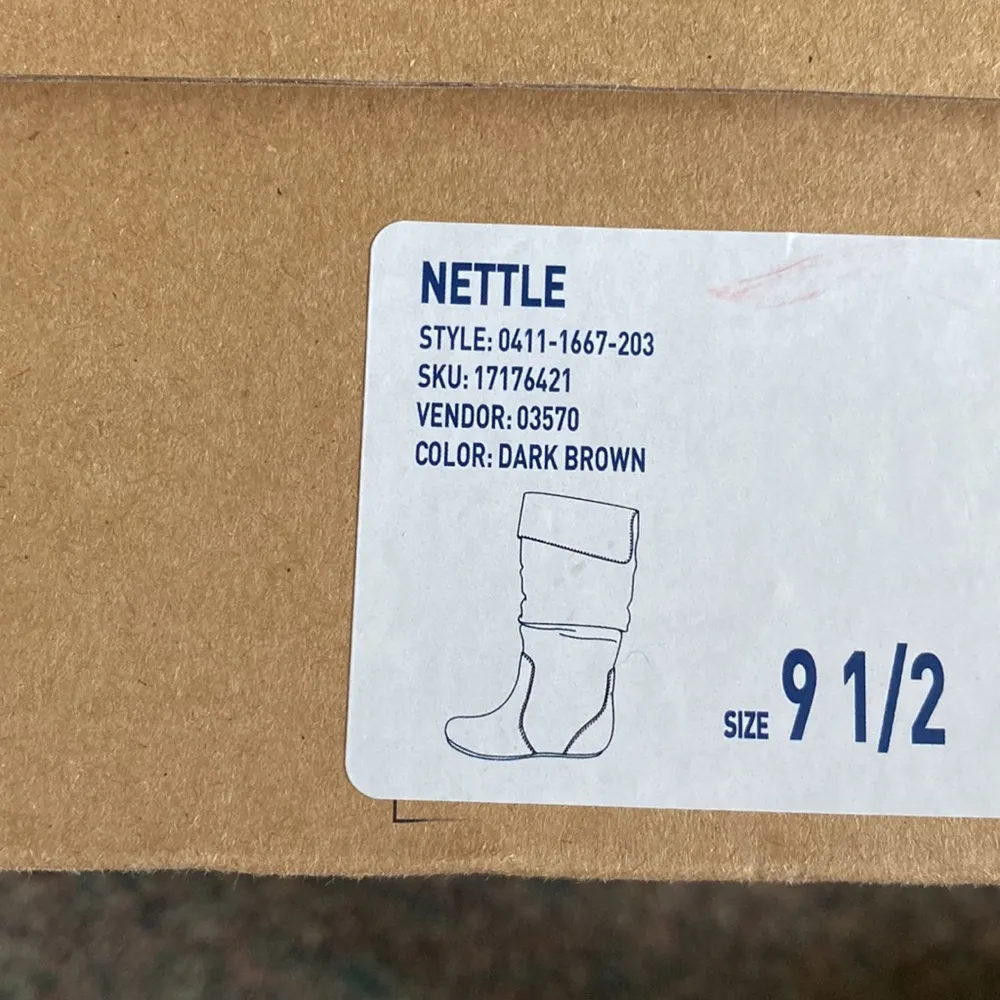 NETTLE
STYLE: 0411-1667-203
SKU: 17176421
VENDOR: 03570
COLOR: DARK BROWN
SIZE 9 1/2